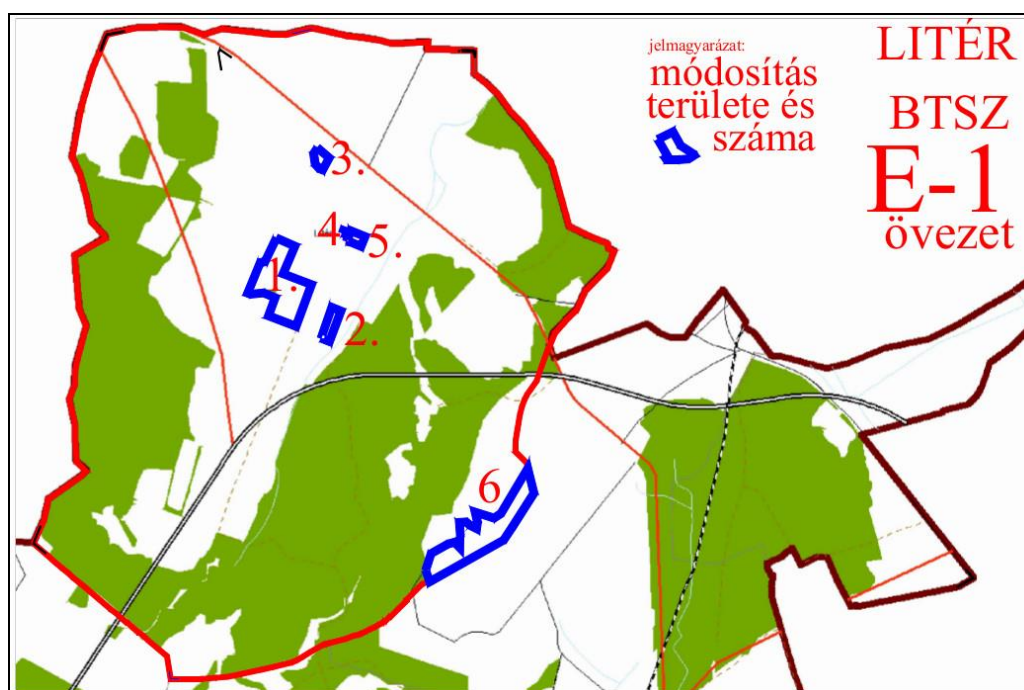 jelmagyarázat:
módosítás
területe és
száma
LITÉR
BTSZ
E-1
övezet
3.
4
5.
1.
2.
6